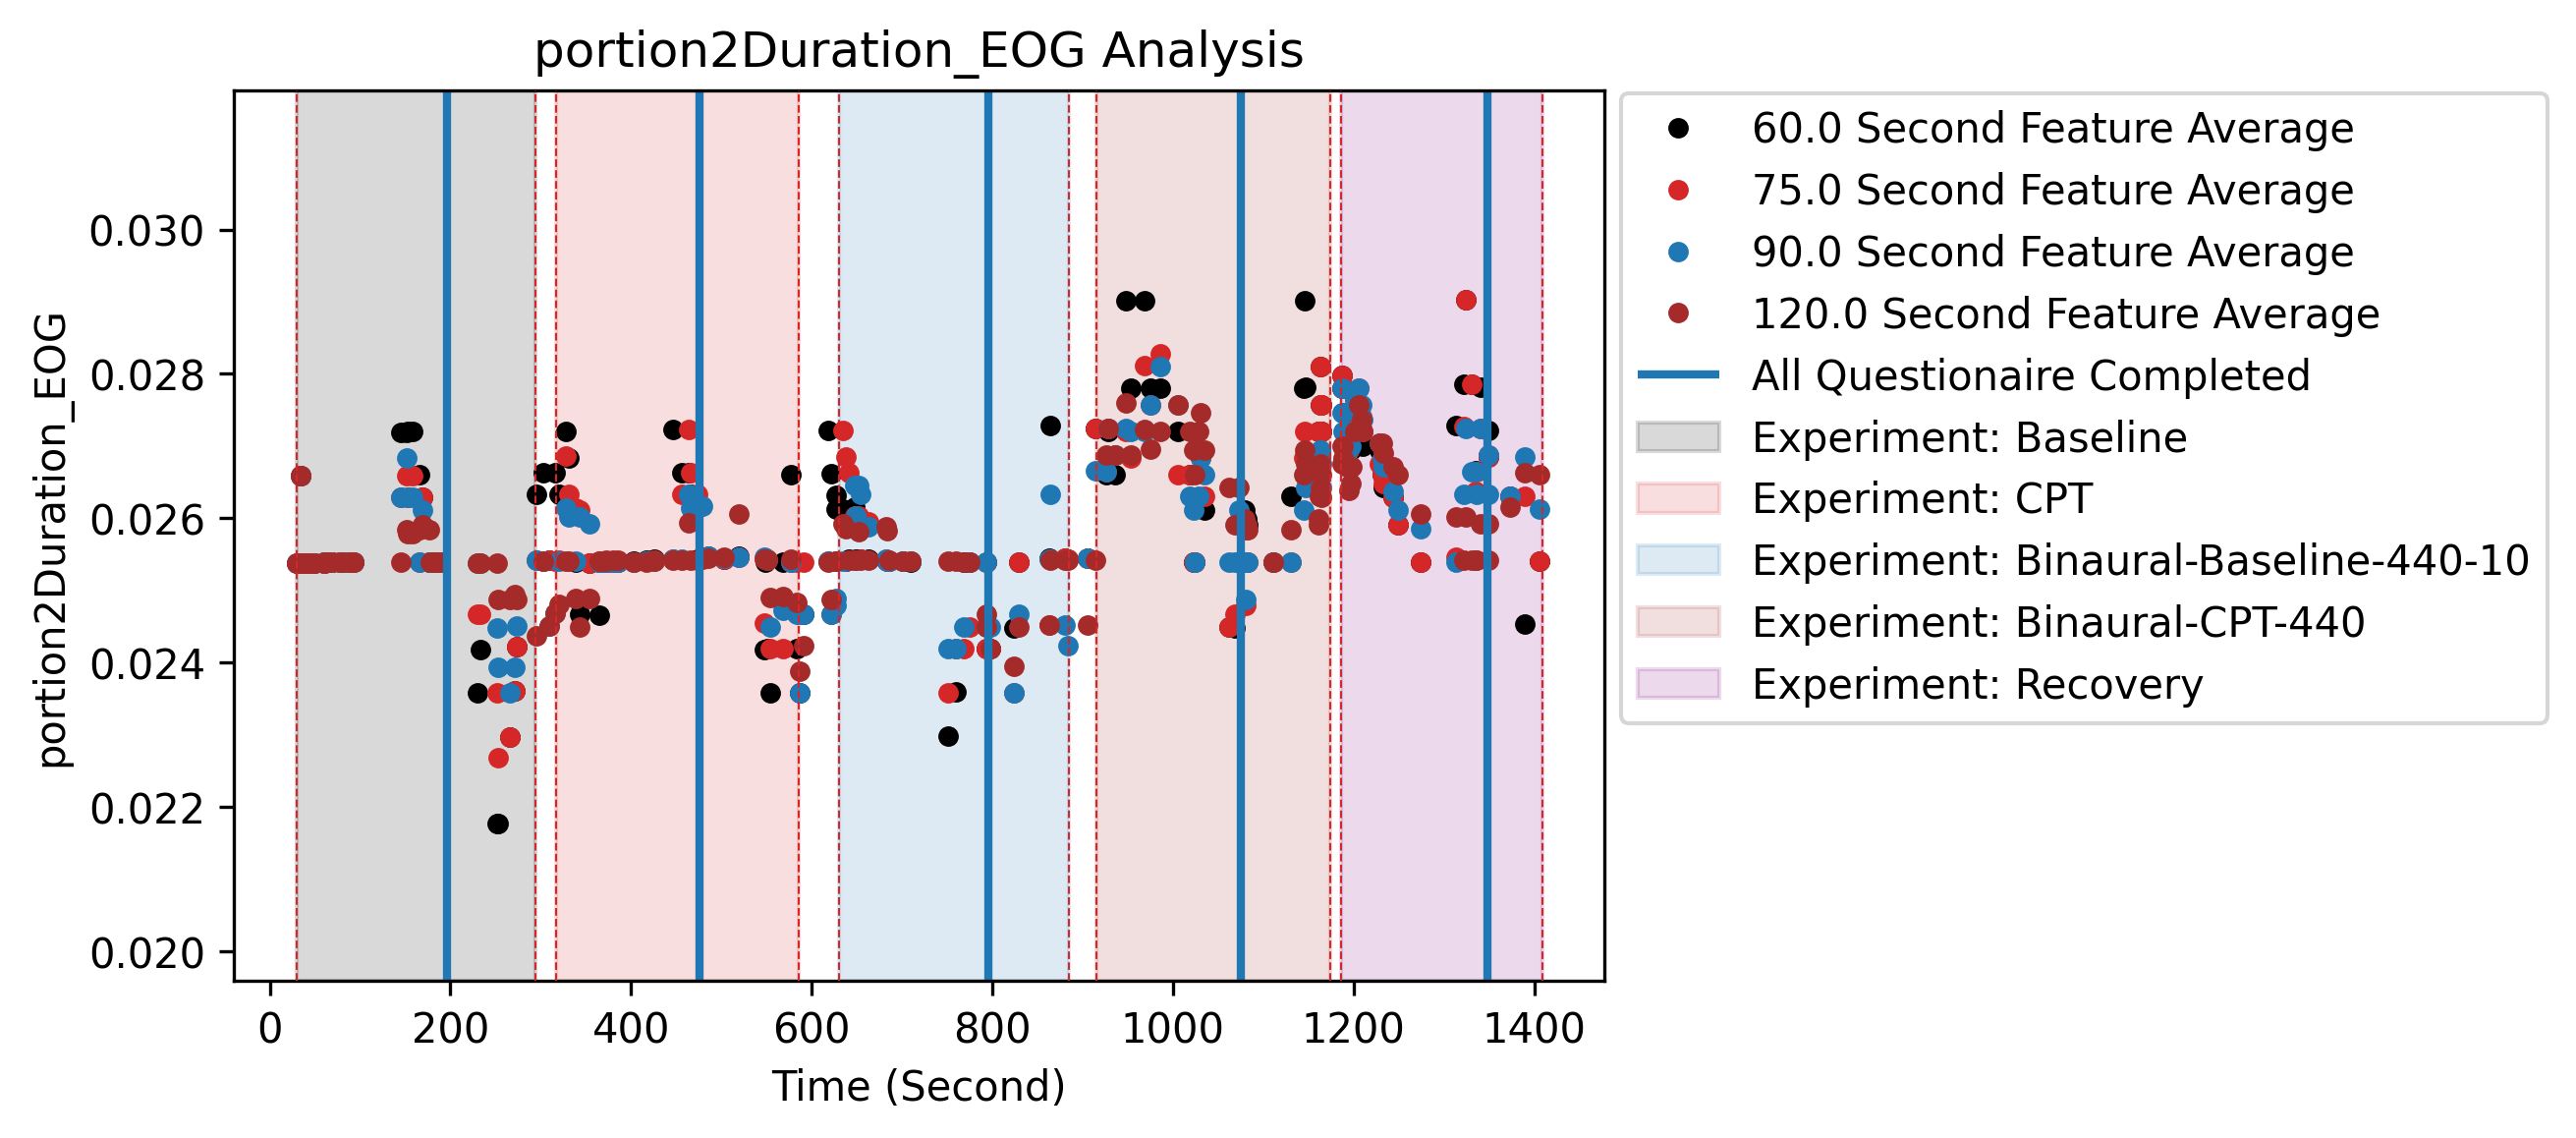 portion2Duration_EOG Analysis
portion2Duration_EOG
0.030
0.028
0.026
0.024
0.022
0.020
0
200
400
600
800
1000
1200
1400
Time (Second)
60.0 Second Feature Average
75.0 Second Feature Average
90.0 Second Feature Average
120.0 Second Feature Average
All Questionaire Completed
Experiment: Baseline
Experiment: CPT
Experiment: Binaural-Baseline-440-10
Experiment: Binaural-CPT-440
Experiment: Recovery